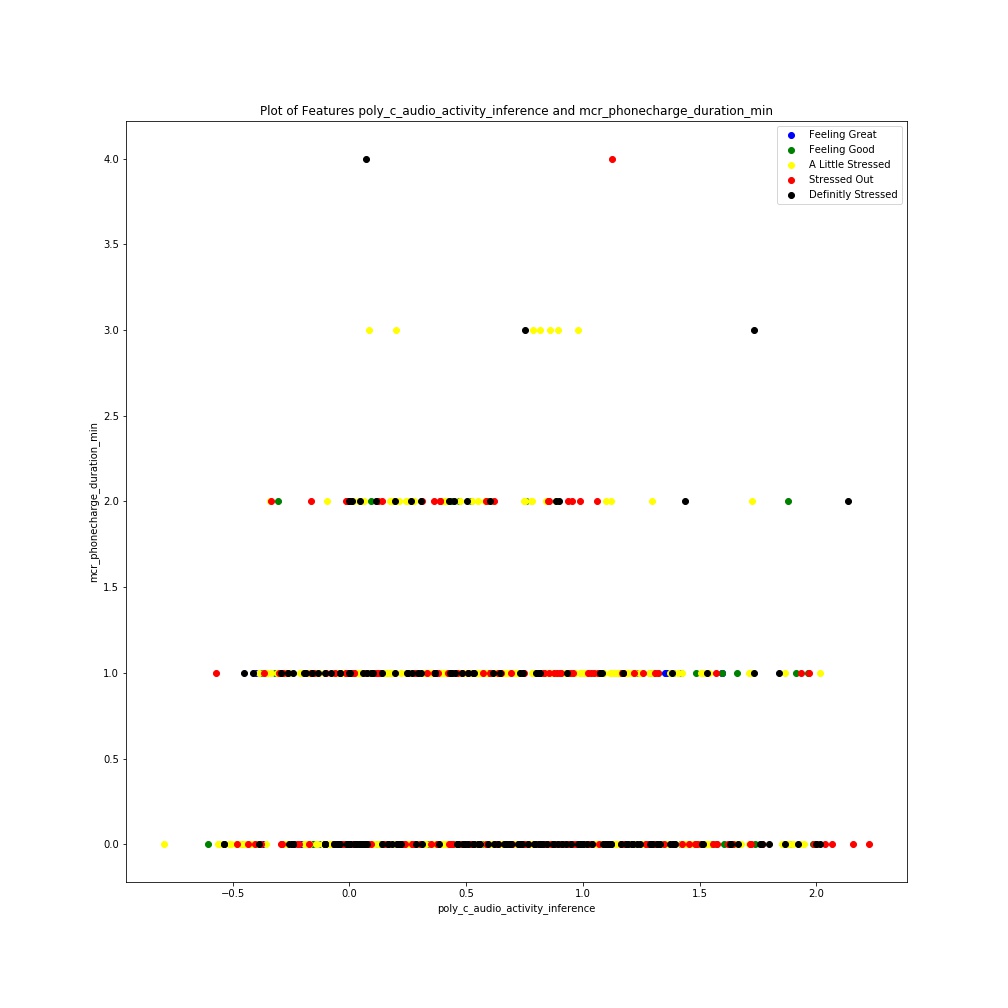 Plot of Features poly_c_audio_activity_inference and mcr_phonecharge_duration_min
Feeling Great
Feeling Good
A Little Stressed
Stressed Out
Definitly Stressed
4.0
3.5
3.0
2.5
2.0
1.5
1.0
0.5
0.0
mcr_phonecharge_duration_min
−0.5
0.0
0.5
1.0
1.5
2.0
poly_c_audio_activity_inference